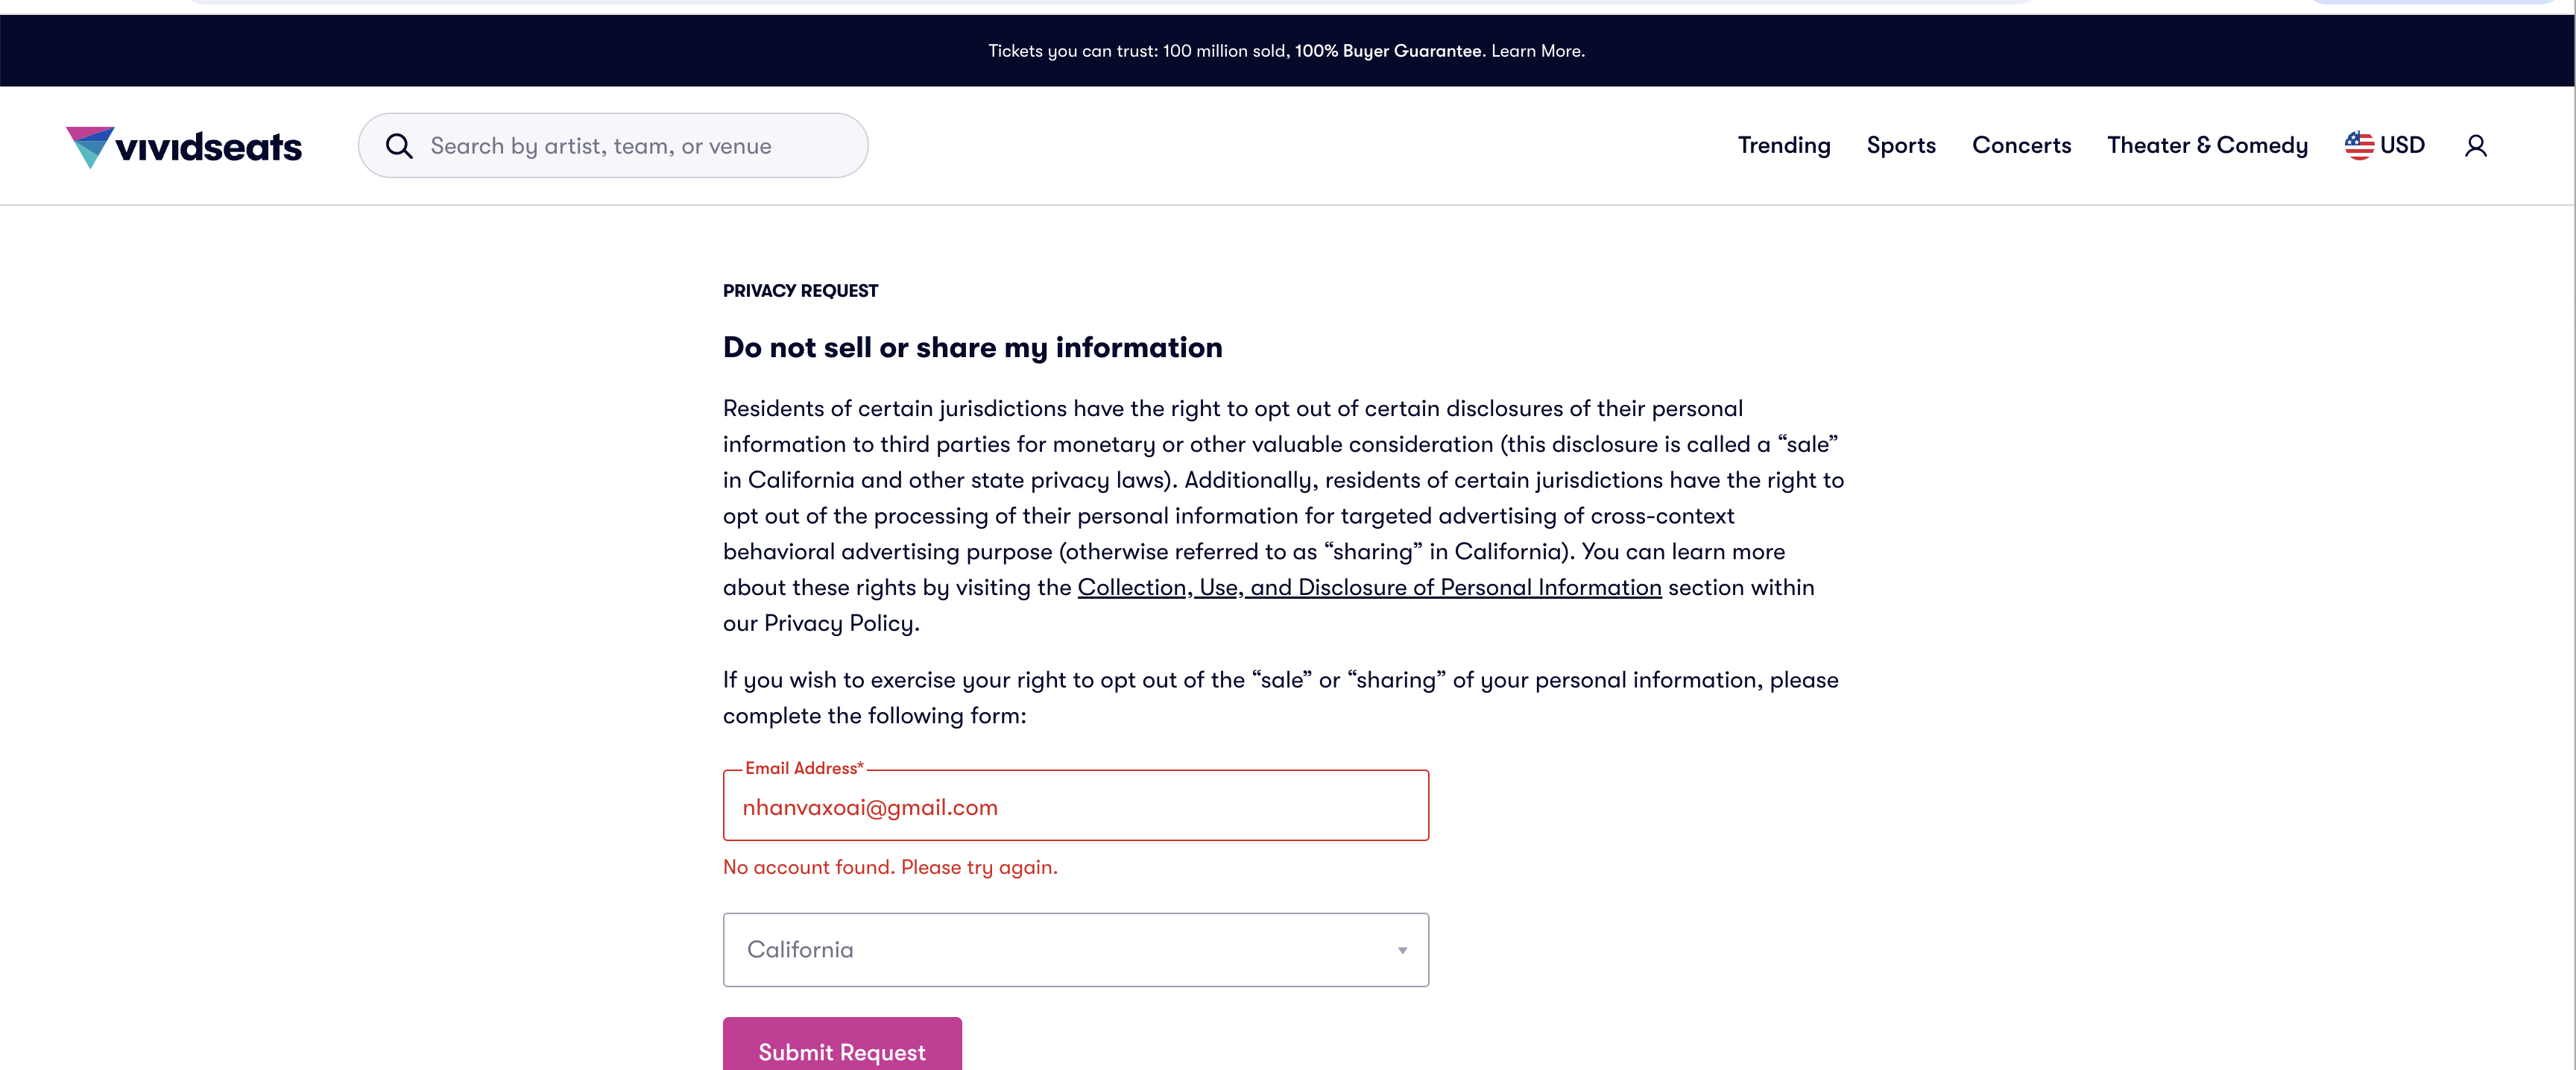 Tickets you can trust: 100 million sold, 100% Buyer Guarantee. Learn More.
vividseats
Search by artist, team, or venue
Trending
Sports
Concerts
Theater & Comedy
USD
PRIVACY REQUEST
Do not sell or share my information
Residents of certain jurisdictions have the right to opt out of certain disclosures of their personal
information to third parties for monetary or other valuable consideration (this disclosure is called a “sale”
in California and other state privacy laws). Additionally, residents of certain jurisdictions have the right to
opt out of the processing of their personal information for targeted advertising of cross-context
behavioral advertising purpose (otherwise referred to as “sharing” in California). You can learn more
about these rights by visiting the Collection, Use, and Disclosure of Personal Information section within
our Privacy Policy.
If you wish to exercise your right to opt out of the “sale” or “sharing” of your personal information, please
complete the following form:
Email Address*
nhanvaxoai@gmail.com
No account found. Please try again.
California
Submit Request